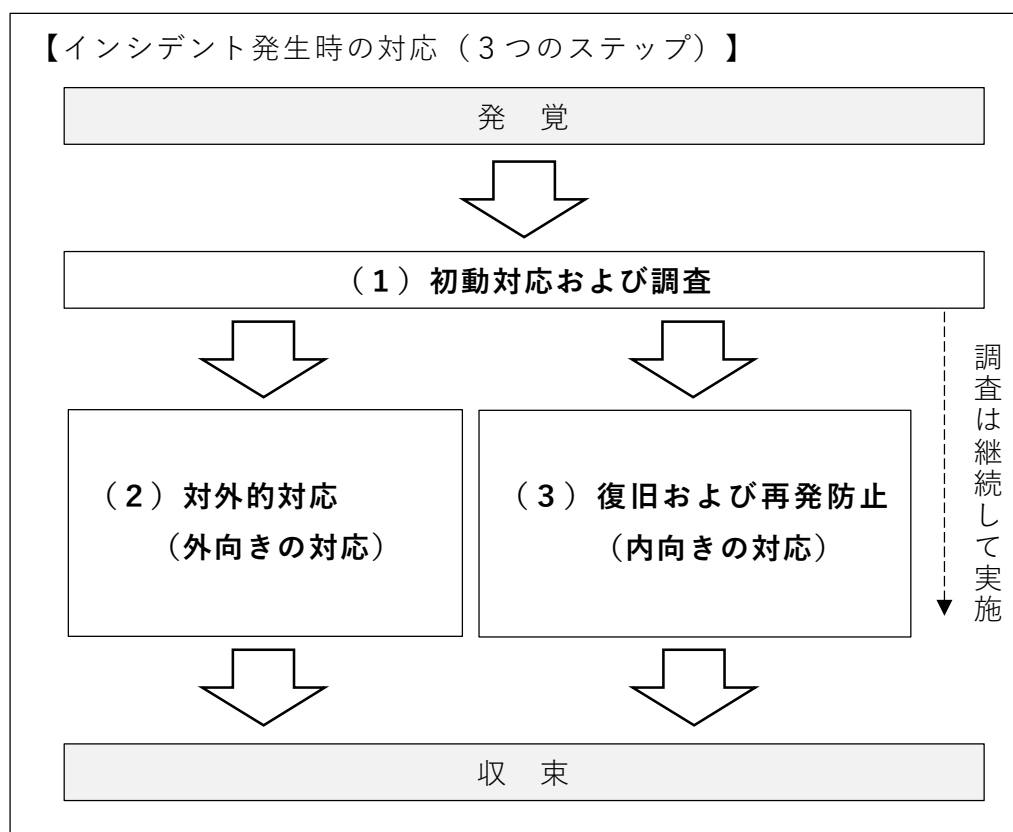 【インシデント発生時の対応（３つのステップ）】
発　覚
（１）初動対応および調査
（２）対外的対応
（外向きの対応）
（３）復旧および再発防止
（内向きの対応）
調査は継続して実施
収　束